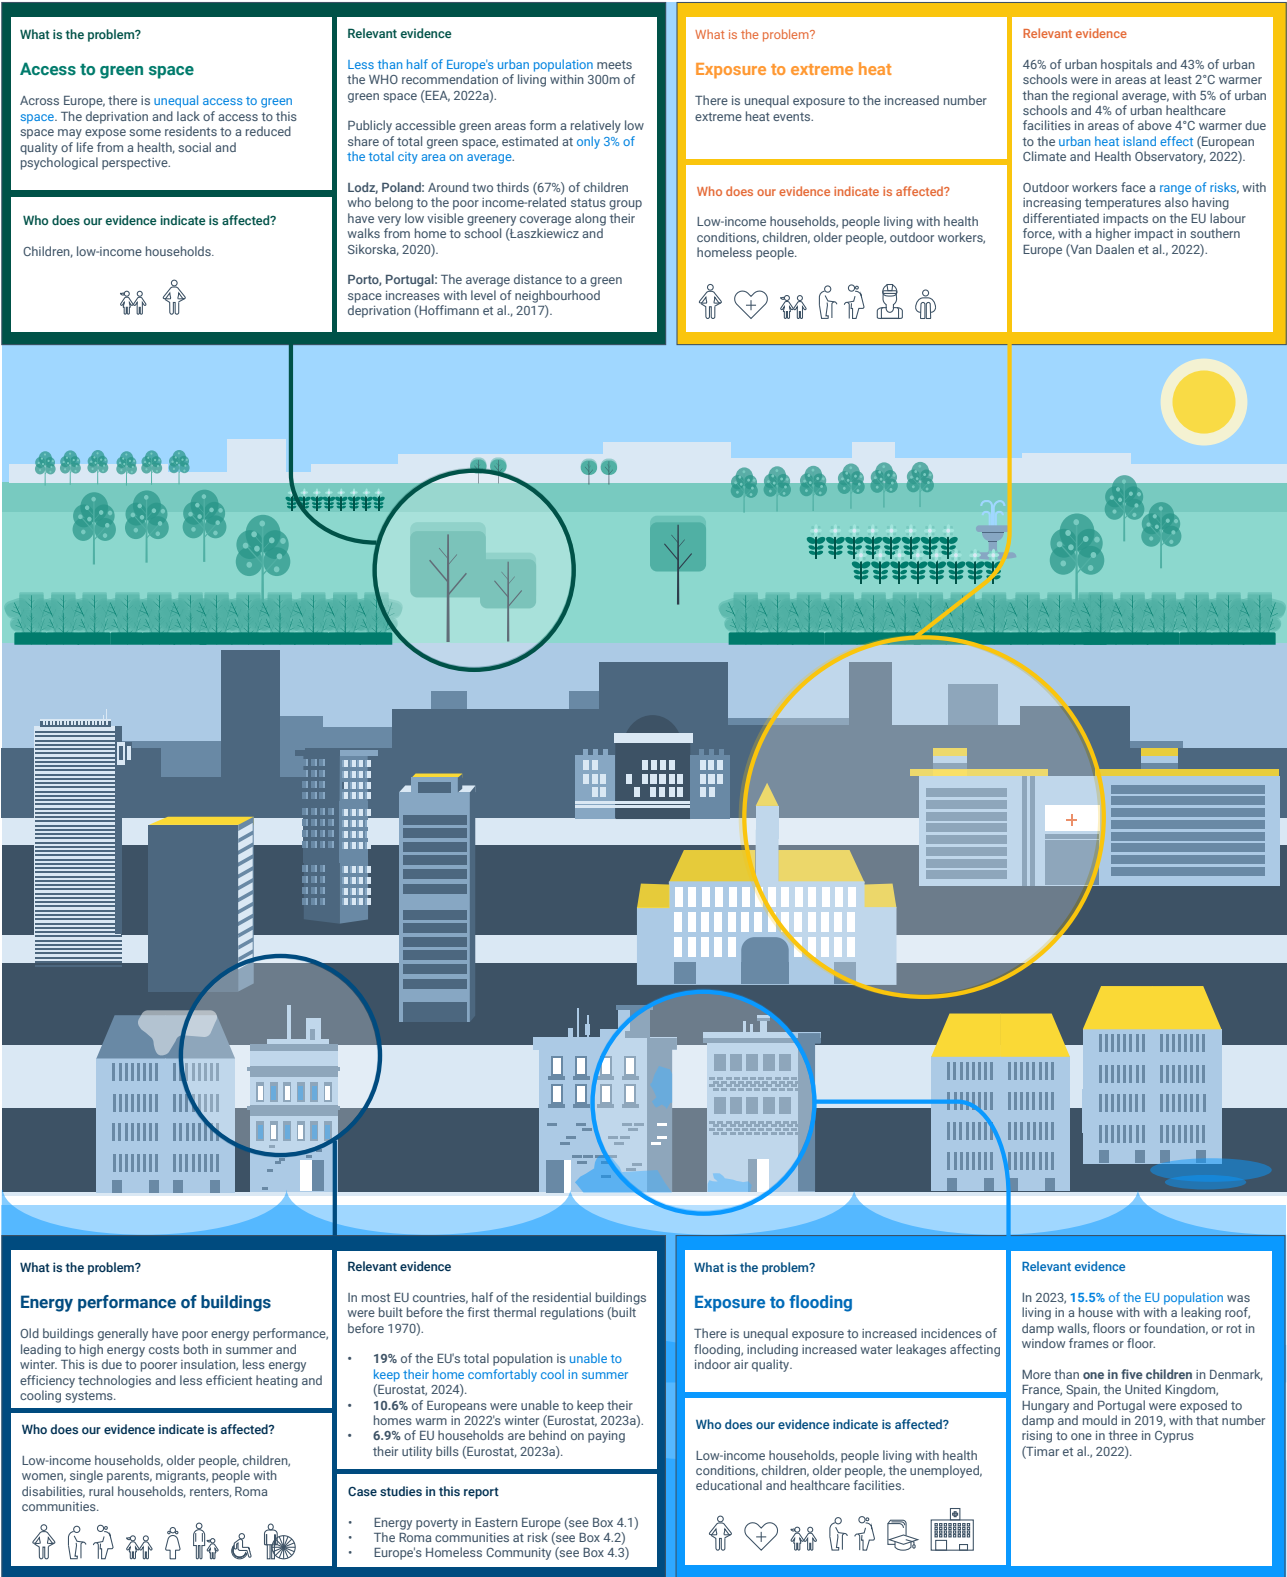 What is the problem?
Access to green space
Across Europe, there is unequal access to green
space. The deprivation and lack of access to this
space may expose some residents to a reduced
quality of life from a health, social and
psychological perspective.
Who does our evidence indicate is affected?
Children, low-income households.
Relevant evidence
Less than half of Europe's urban population meets
the WHO recommendation of living within 300m of
green space (EEA, 2022a).
Publicly accessible green areas form a relatively low
share of total green space, estimated at only 3% of
the total city area on average.
Lodz, Poland: Around two thirds (67%) of children
who belong to the poor income-related status group
have very low visible greenery coverage along their
walks from home to school (Łaszkiewicz and
Sikorska, 2020).
Porto, Portugal: The average distance to a green
space increases with level of neighbourhood
deprivation (Hoffimann et al., 2017).
What is the problem?
Exposure to extreme heat
There is unequal exposure to the increased number
extreme heat events.
Who does our evidence indicate is affected?
Low-income households, people living with health
conditions, children, older people, outdoor workers,
homeless people.
Relevant evidence
46% of urban hospitals and 43% of urban
schools were in areas at least 2°C warmer
than the regional average, with 5% of urban
schools and 4% of urban healthcare
facilities in areas of above 4°C warmer due
to the urban heat island effect (European
Climate and Health Observatory, 2022).
Outdoor workers face a range of risks, with
increasing temperatures also having
differentiated impacts on the EU labour
force, with a higher impact in southern
Europe (Van Daalen et al., 2022).
What is the problem?
Energy performance of buildings
Old buildings generally have poor energy performance,
leading to high energy costs both in summer and
winter. This is due to poorer insulation, less energy
efficiency technologies and less efficient heating and
cooling systems.
Who does our evidence indicate is affected?
Low-income households, older people, children,
women, single parents, migrants, people with
disabilities, rural households, renters, Roma
communities.
Relevant evidence
In most EU countries, half of the residential buildings
were built before the first thermal regulations (built
before 1970).
• 19% of the EU's total population is unable to
keep their home comfortably cool in summer
(Eurostat, 2024).
• 10.6% of Europeans were unable to keep their
homes warm in 2022's winter (Eurostat, 2023a).
• 6.9% of EU households are behind on paying
their utility bills (Eurostat, 2023a).
Case studies in this report
• Energy poverty in Eastern Europe (see Box 4.1)
• The Roma communities at risk (see Box 4.2)
• Europe's Homeless Community (see Box 4.3)
What is the problem?
Exposure to flooding
There is unequal exposure to increased incidences of
flooding, including increased water leakages affecting
indoor air quality.
Who does our evidence indicate is affected?
Low-income households, people living with health
conditions, children, older people, the unemployed,
educational and healthcare facilities.
Relevant evidence
In 2023, 15.5% of the EU population was
living in a house with with a leaking roof,
damp walls, floors or foundation, or rot in
window frames or floor.
More than one in five children in Denmark,
France, Spain, the United Kingdom,
Hungary and Portugal were exposed to
damp and mould in 2019, with that number
rising to one in three in Cyprus
(Timar et al., 2022).